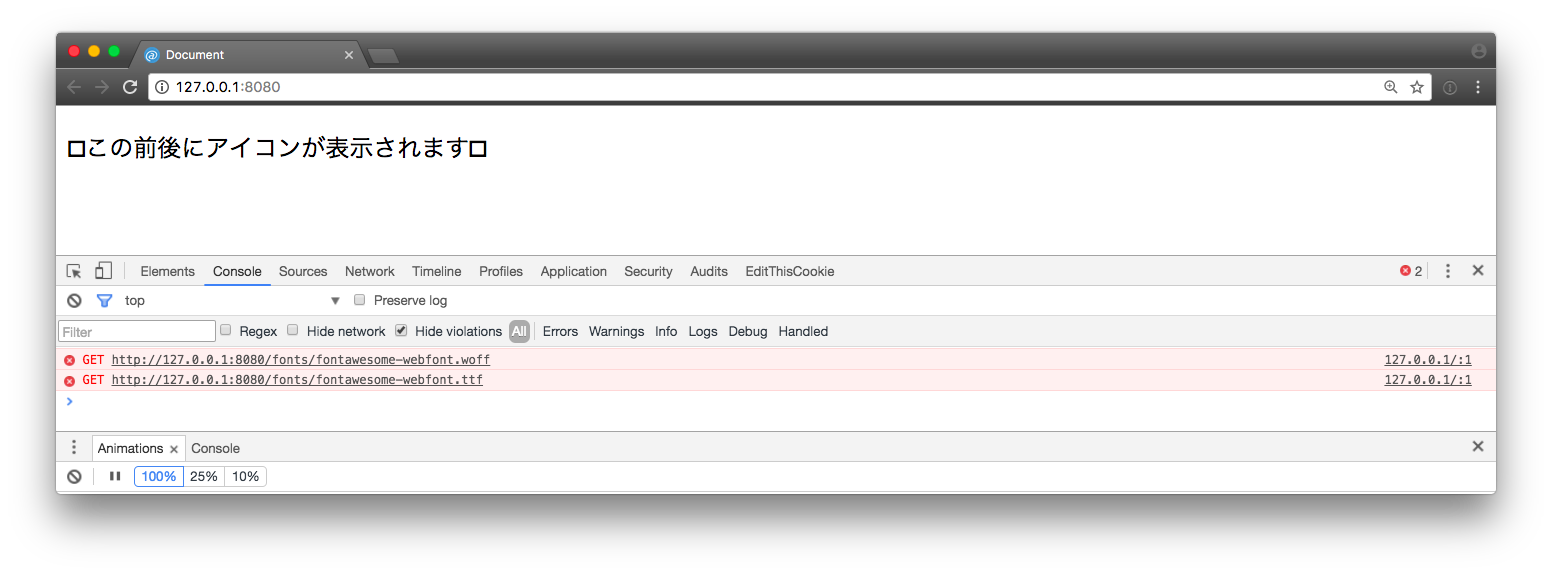 Document
127.0.0.1:8080
この前後にアイコンが表示されます
Elements Console Sources Network Timeline Profiles Application Security Audits EditThisCookie 2
top Preserve log
Filter Regex Hide network Hide violations All Errors Warnings Info Logs Debug Handled
GET http://127.0.0.1:8080/fonts/fontawesome-webfont.woff 127.0.0.1/:1
GET http://127.0.0.1:8080/fonts/fontawesome-webfont.ttf 127.0.0.1/:1
Animations Console
100% 25% 10%